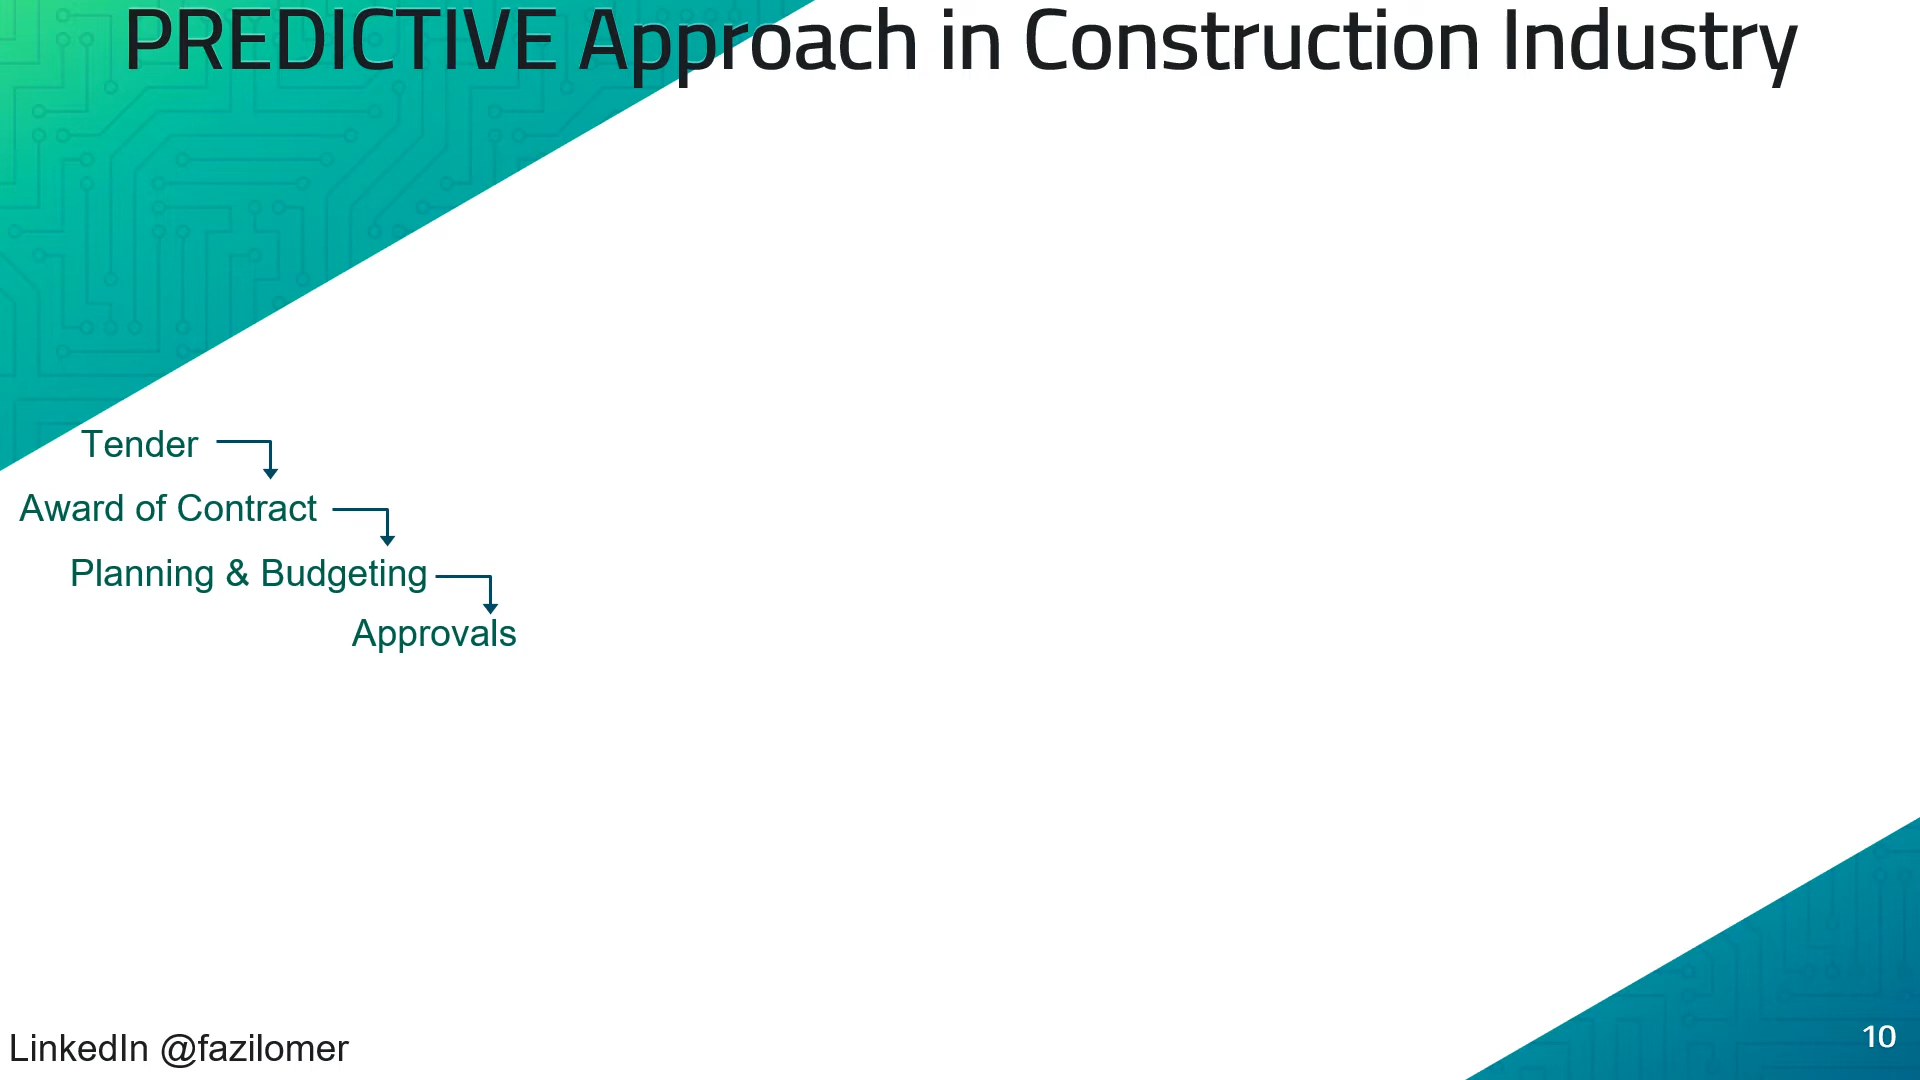 PREDICTIVE Approach in Construction Industry
Tender
Award of Contract
Planning & Budgeting
Approvals
LinkedIn @fazilomer
10